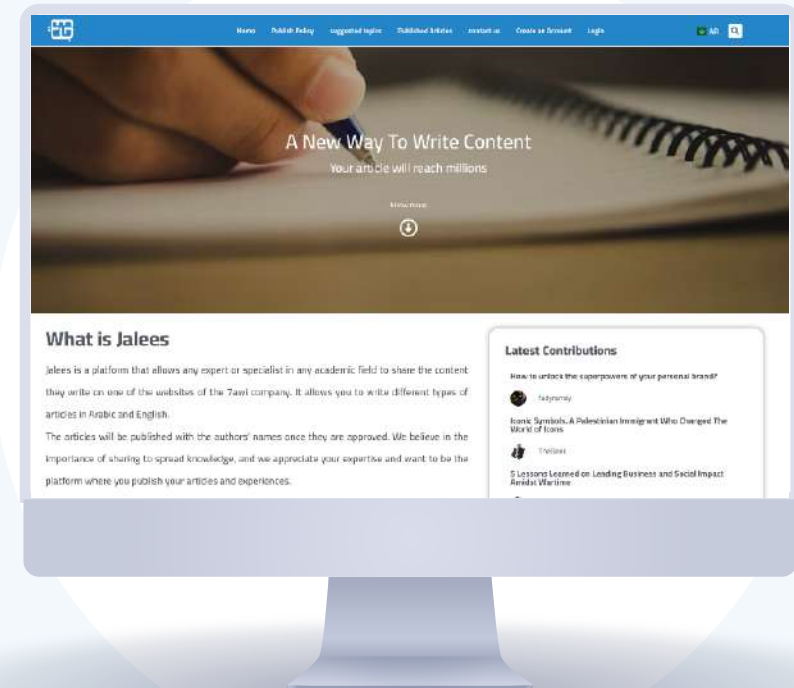 Home Publish Policy suggested topics Published Articles contact us Create an Account Login AR
A New Way To Write Content
Your article will reach millions
know more
What is Jalees
Jalees is a platform that allows any expert or specialist in any academic field to share the content
they write on one of the websites of the 7awi company. It allows you to write different types of
articles in Arabic and English.
The articles will be published with the authors' names once they are approved. We believe in the
importance of sharing to spread knowledge, and we appreciate your expertise and want to be the
platform where you publish your articles and experiences.
Latest Contributions
How to unlock the superpowers of your personal brand?
Iconic Symbols. A Palestinian Immigrant Who Changed The
World of Icons
5 Lessons Learned on Leading Business and Social Impact
Amidst Wartime